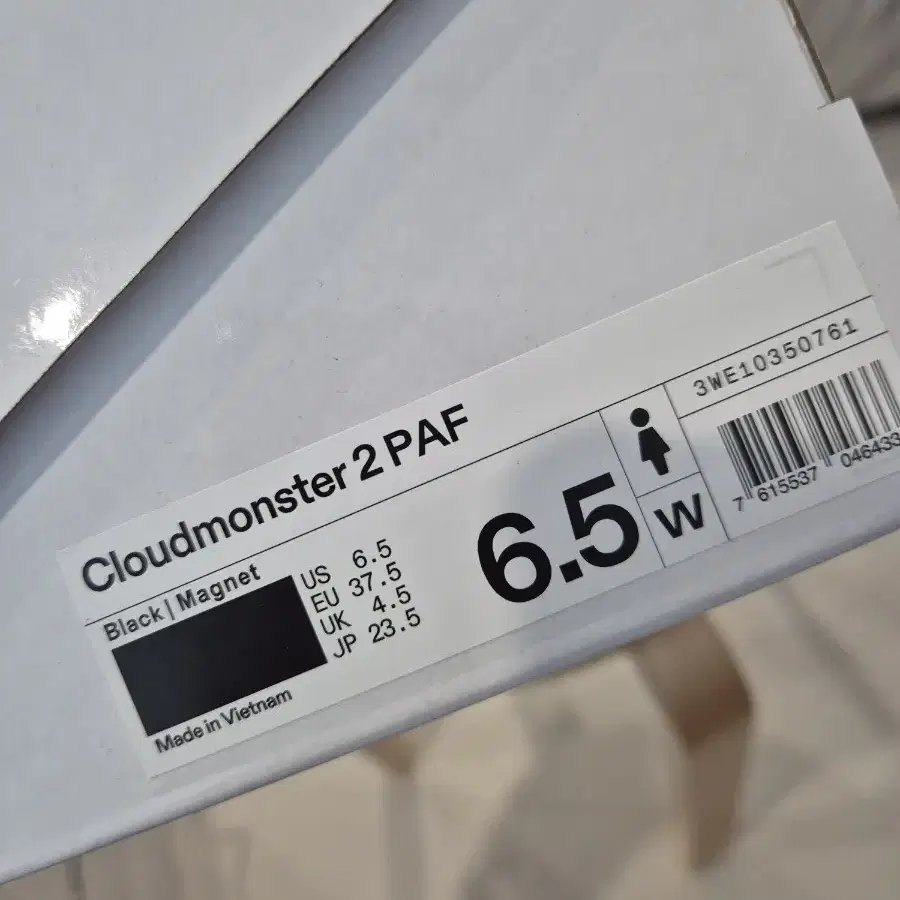 Cloudmonster 2 PAF
Black | Magnet
US 6.5
EU 37.5
UK 4.5
JP 23.5
Made in Vietnam
6.5
W
3WE10350761
7 615537 046433